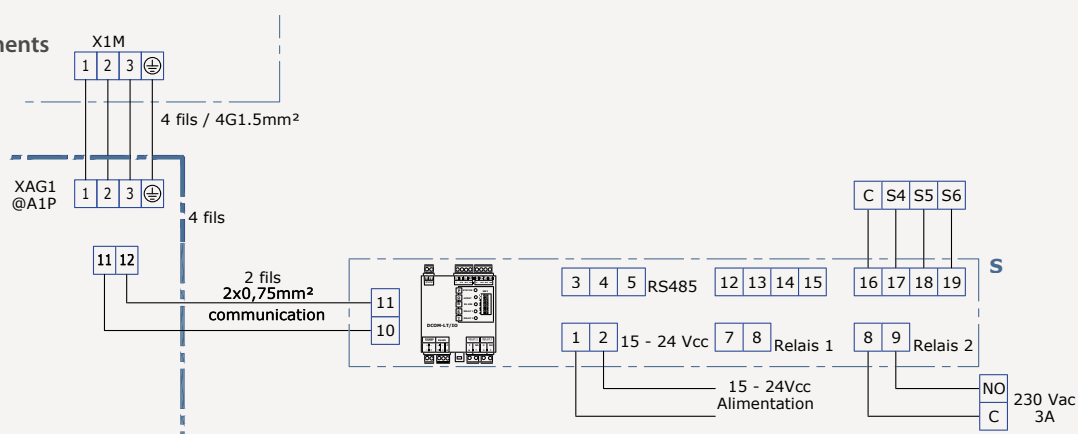 nents
X1M
1 2 3
4 fils / 4G1.5mm²
XAG1
@A1P
1 2 3
4 fils
11 12
2 fils
2x0,75mm²
communication
11
10
DCOM-LT/IO
3 4 5 RS485
12 13 14 15
C S4 S5 S6
16 17 18 19
S
1 2 15 - 24 Vcc
7 8 Relais 1
8 9 Relais 2
15 - 24Vcc
Alimentation
NO
C
230 Vac
3A